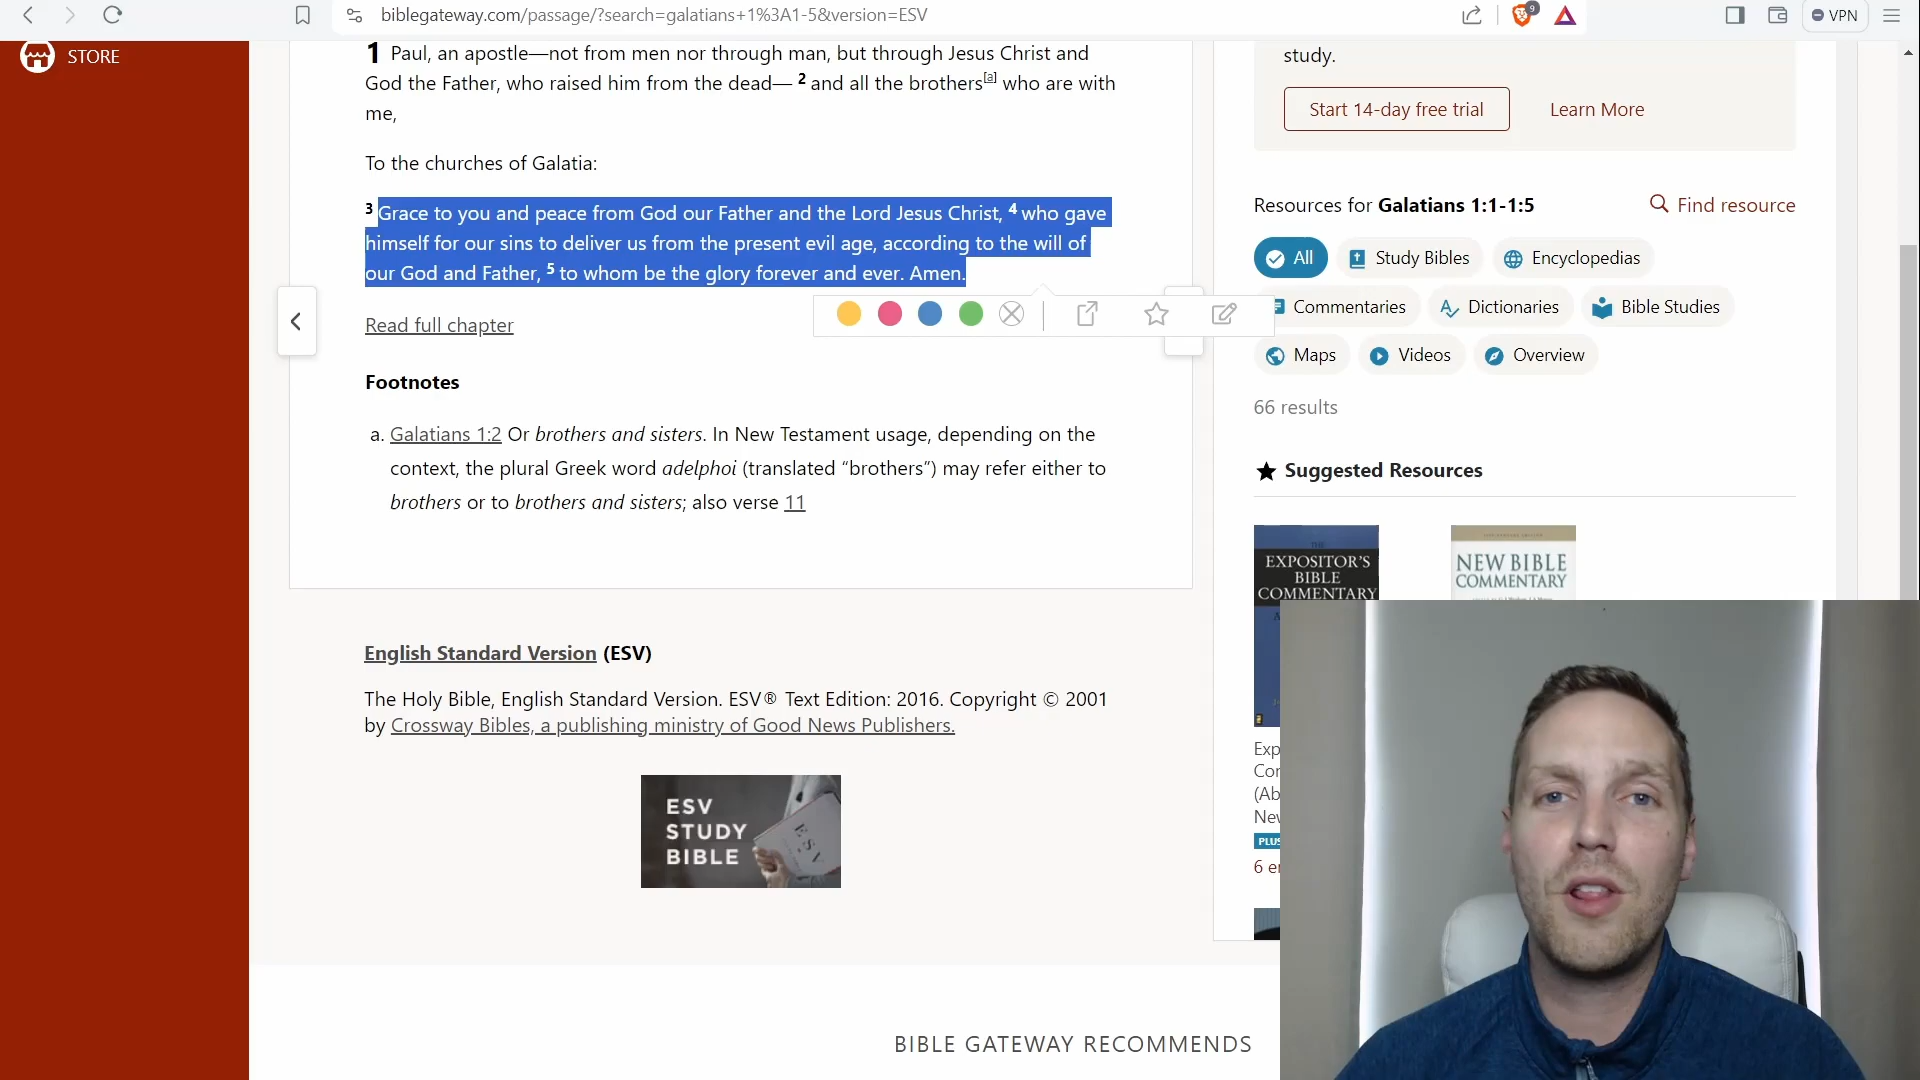 biblegateway.com/passage/?search=galatians+1%3A1-5&version=ESV
9
VPN
STORE
1 Paul, an apostle—not from men nor through man, but through Jesus Christ and
God the Father, who raised him from the dead— 2 and all the brothers[a] who are with
me,
To the churches of Galatia:
3 Grace to you and peace from God our Father and the Lord Jesus Christ, 4 who gave
himself for our sins to deliver us from the present evil age, according to the will of
our God and Father, 5 to whom be the glory forever and ever. Amen.
Read full chapter
Footnotes
a. Galatians 1:2 Or brothers and sisters. In New Testament usage, depending on the
context, the plural Greek word adelphoi (translated “brothers”) may refer either to
brothers or to brothers and sisters; also verse 11
English Standard Version (ESV)
The Holy Bible, English Standard Version. ESV® Text Edition: 2016. Copyright © 2001
by Crossway Bibles, a publishing ministry of Good News Publishers.
ESV
STUDY
BIBLE
BIBLE GATEWAY RECOMMENDS
study.
Start 14-day free trial
Learn More
Resources for Galatians 1:1-1:5
Find resource
All
Study Bibles
Encyclopedias
Commentaries
Dictionaries
Bible Studies
Maps
Videos
Overview
66 results
Suggested Resources
THE
EXPOSITOR'S
BIBLE
COMMENTARY
NEW BIBLE
COMMENTARY
Exp
Cor
(Ab
Nev
PLUS
6 er